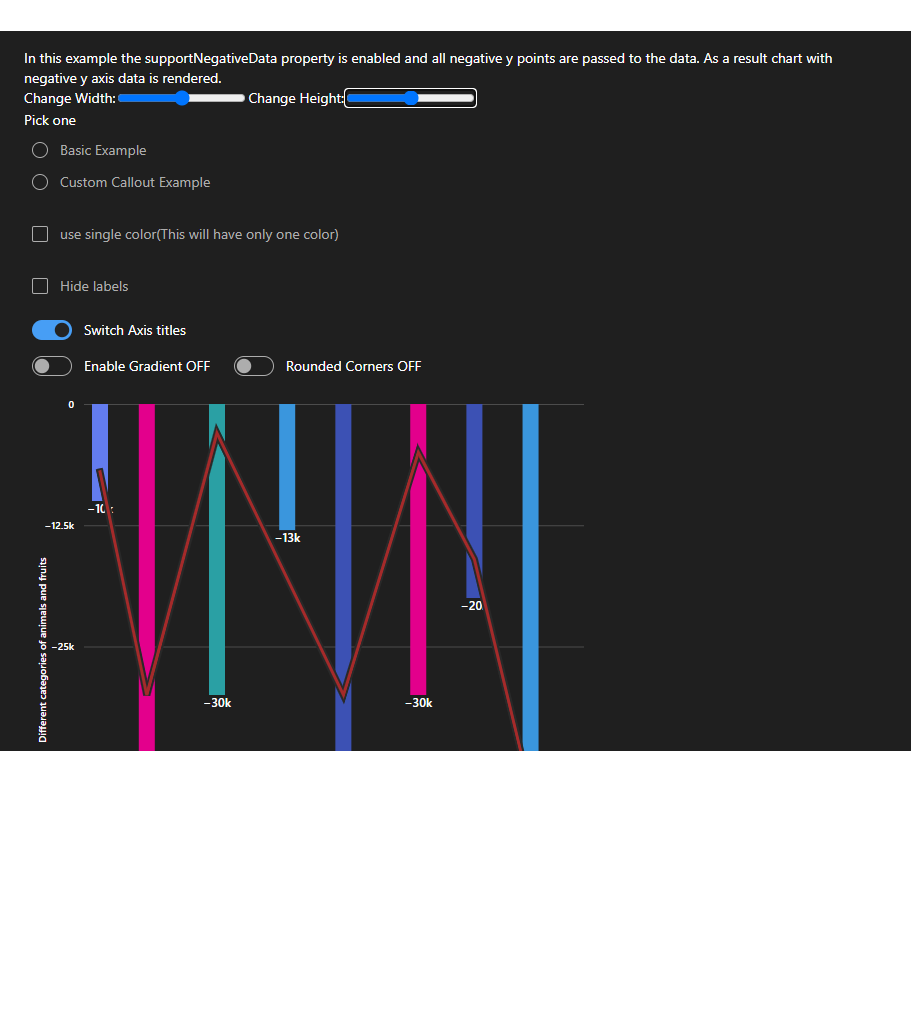 In this example the supportNegativeData property is enabled and all negative y points are passed to the data. As a result chart with
negative y axis data is rendered.
Change Width: Change Height:
Pick one
Basic Example
Custom Callout Example
use single color(This will have only one color)
Hide labels
Switch Axis titles
Enable Gradient OFF Rounded Corners OFF
0
−10k
−12.5k
−13k
Different categories of animals and fruits
−20
−25k
−30k −30k